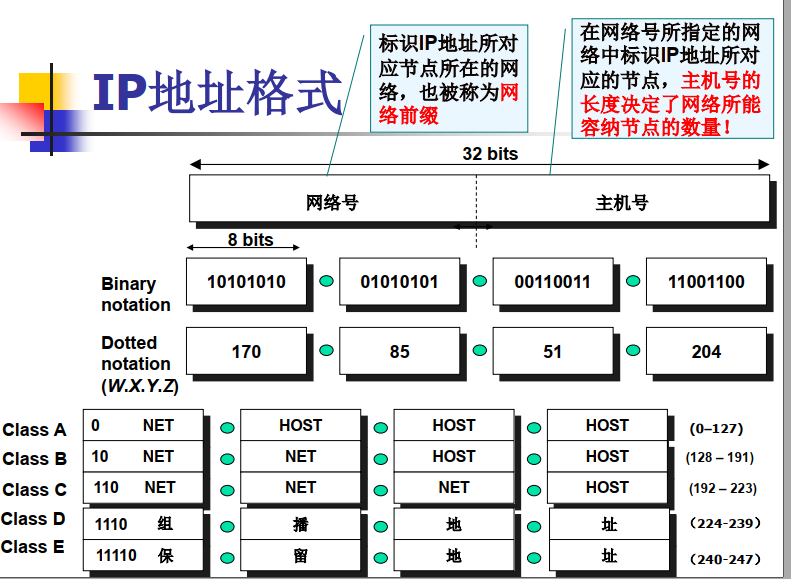 IP地址格式
标识IP地址所对
应节点所在的网
络，也被称为网
络前缀
在网络号所指定的网
络中标识IP地址所对
应的节点，主机号的
长度决定了网络所能
容纳节点的数量！
32 bits
网络号 主机号
8 bits
Binary
notation
10101010 01010101 00110011 11001100
Dotted
notation
(W.X.Y.Z)
170 85 51 204
Class A 0 NET HOST HOST HOST (0–127)
Class B 10 NET NET HOST HOST (128 – 191)
Class C 110 NET NET NET HOST (192 – 223)
Class D 1110 组 播 地 址 （224-239）
Class E 11110 保 留 地 址 （240-247）